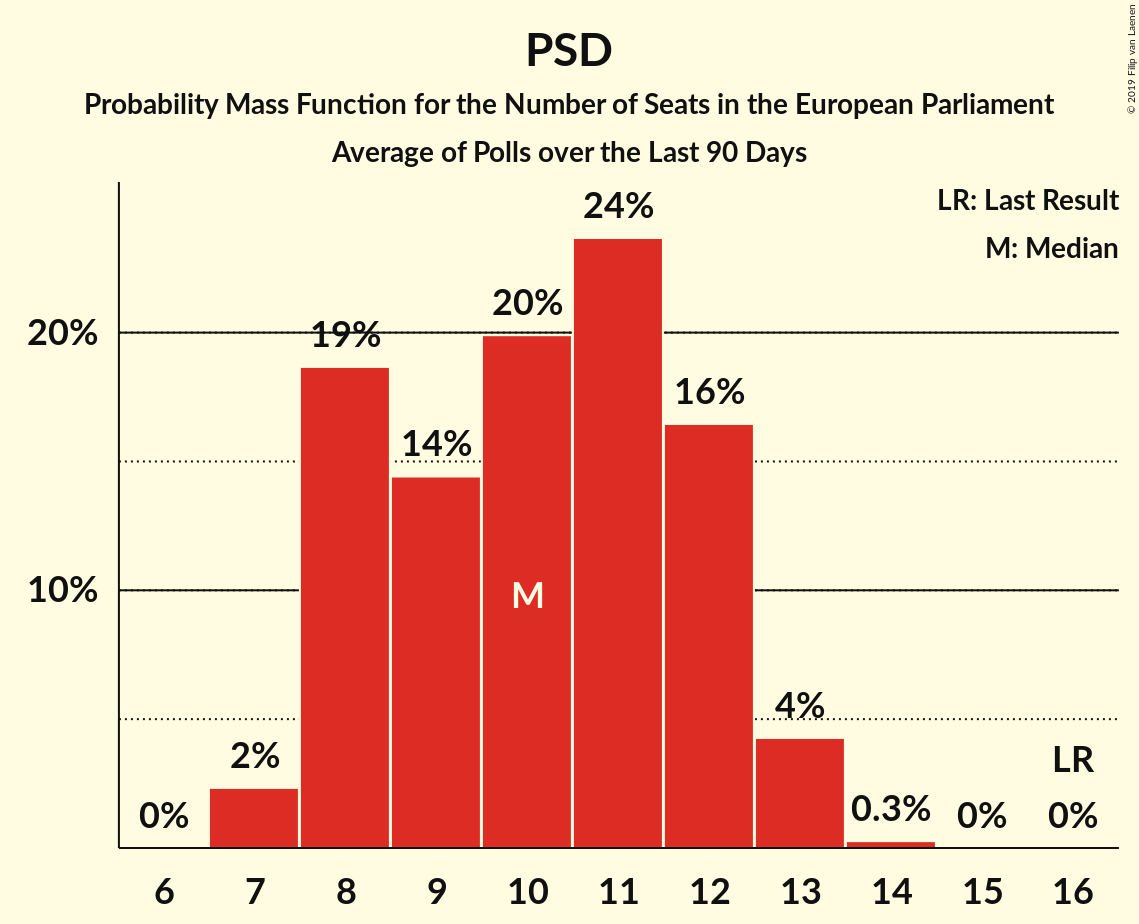 PSD
Probability Mass Function for the Number of Seats in the European Parliament
Average of Polls over the Last 90 Days
© 2019 Filip van Laenen
LR: Last Result
M: Median
24%
20%
20%
19%
16%
14%
10%
M
4%
2%
LR
0%
0.3%
0%
0%
6 7 8 9 10 11 12 13 14 15 16